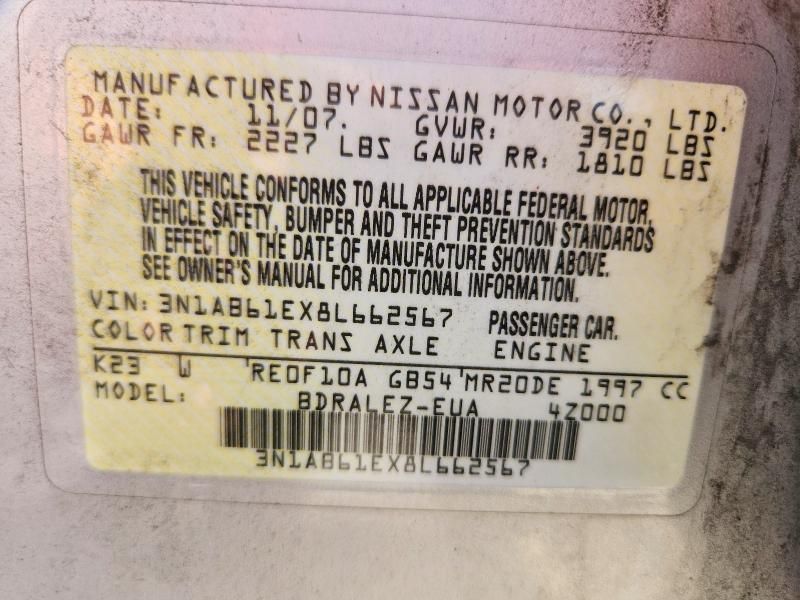 MANUFACTURED BY NISSAN MOTOR CO., LTD.
DATE: 11/07. GVWR: 3920 LBS
GAWR FR: 2227 LBS GAWR RR: 1810 LBS
THIS VEHICLE CONFORMS TO ALL APPLICABLE FEDERAL MOTOR,
VEHICLE SAFETY, BUMPER AND THEFT PREVENTION STANDARDS
IN EFFECT ON THE DATE OF MANUFACTURE SHOWN ABOVE.
SEE OWNER'S MANUAL FOR ADDITIONAL INFORMATION.
VIN: 3N1AB61EX8L662567 PASSENGER CAR.
COLOR TRIM TRANS AXLE ENGINE
K23 W 'RE0F10A GB54 'MR20DE 1997 CC
MODEL: BDRALEZ-EUA 4Z000
3N1AB61EX8L662567